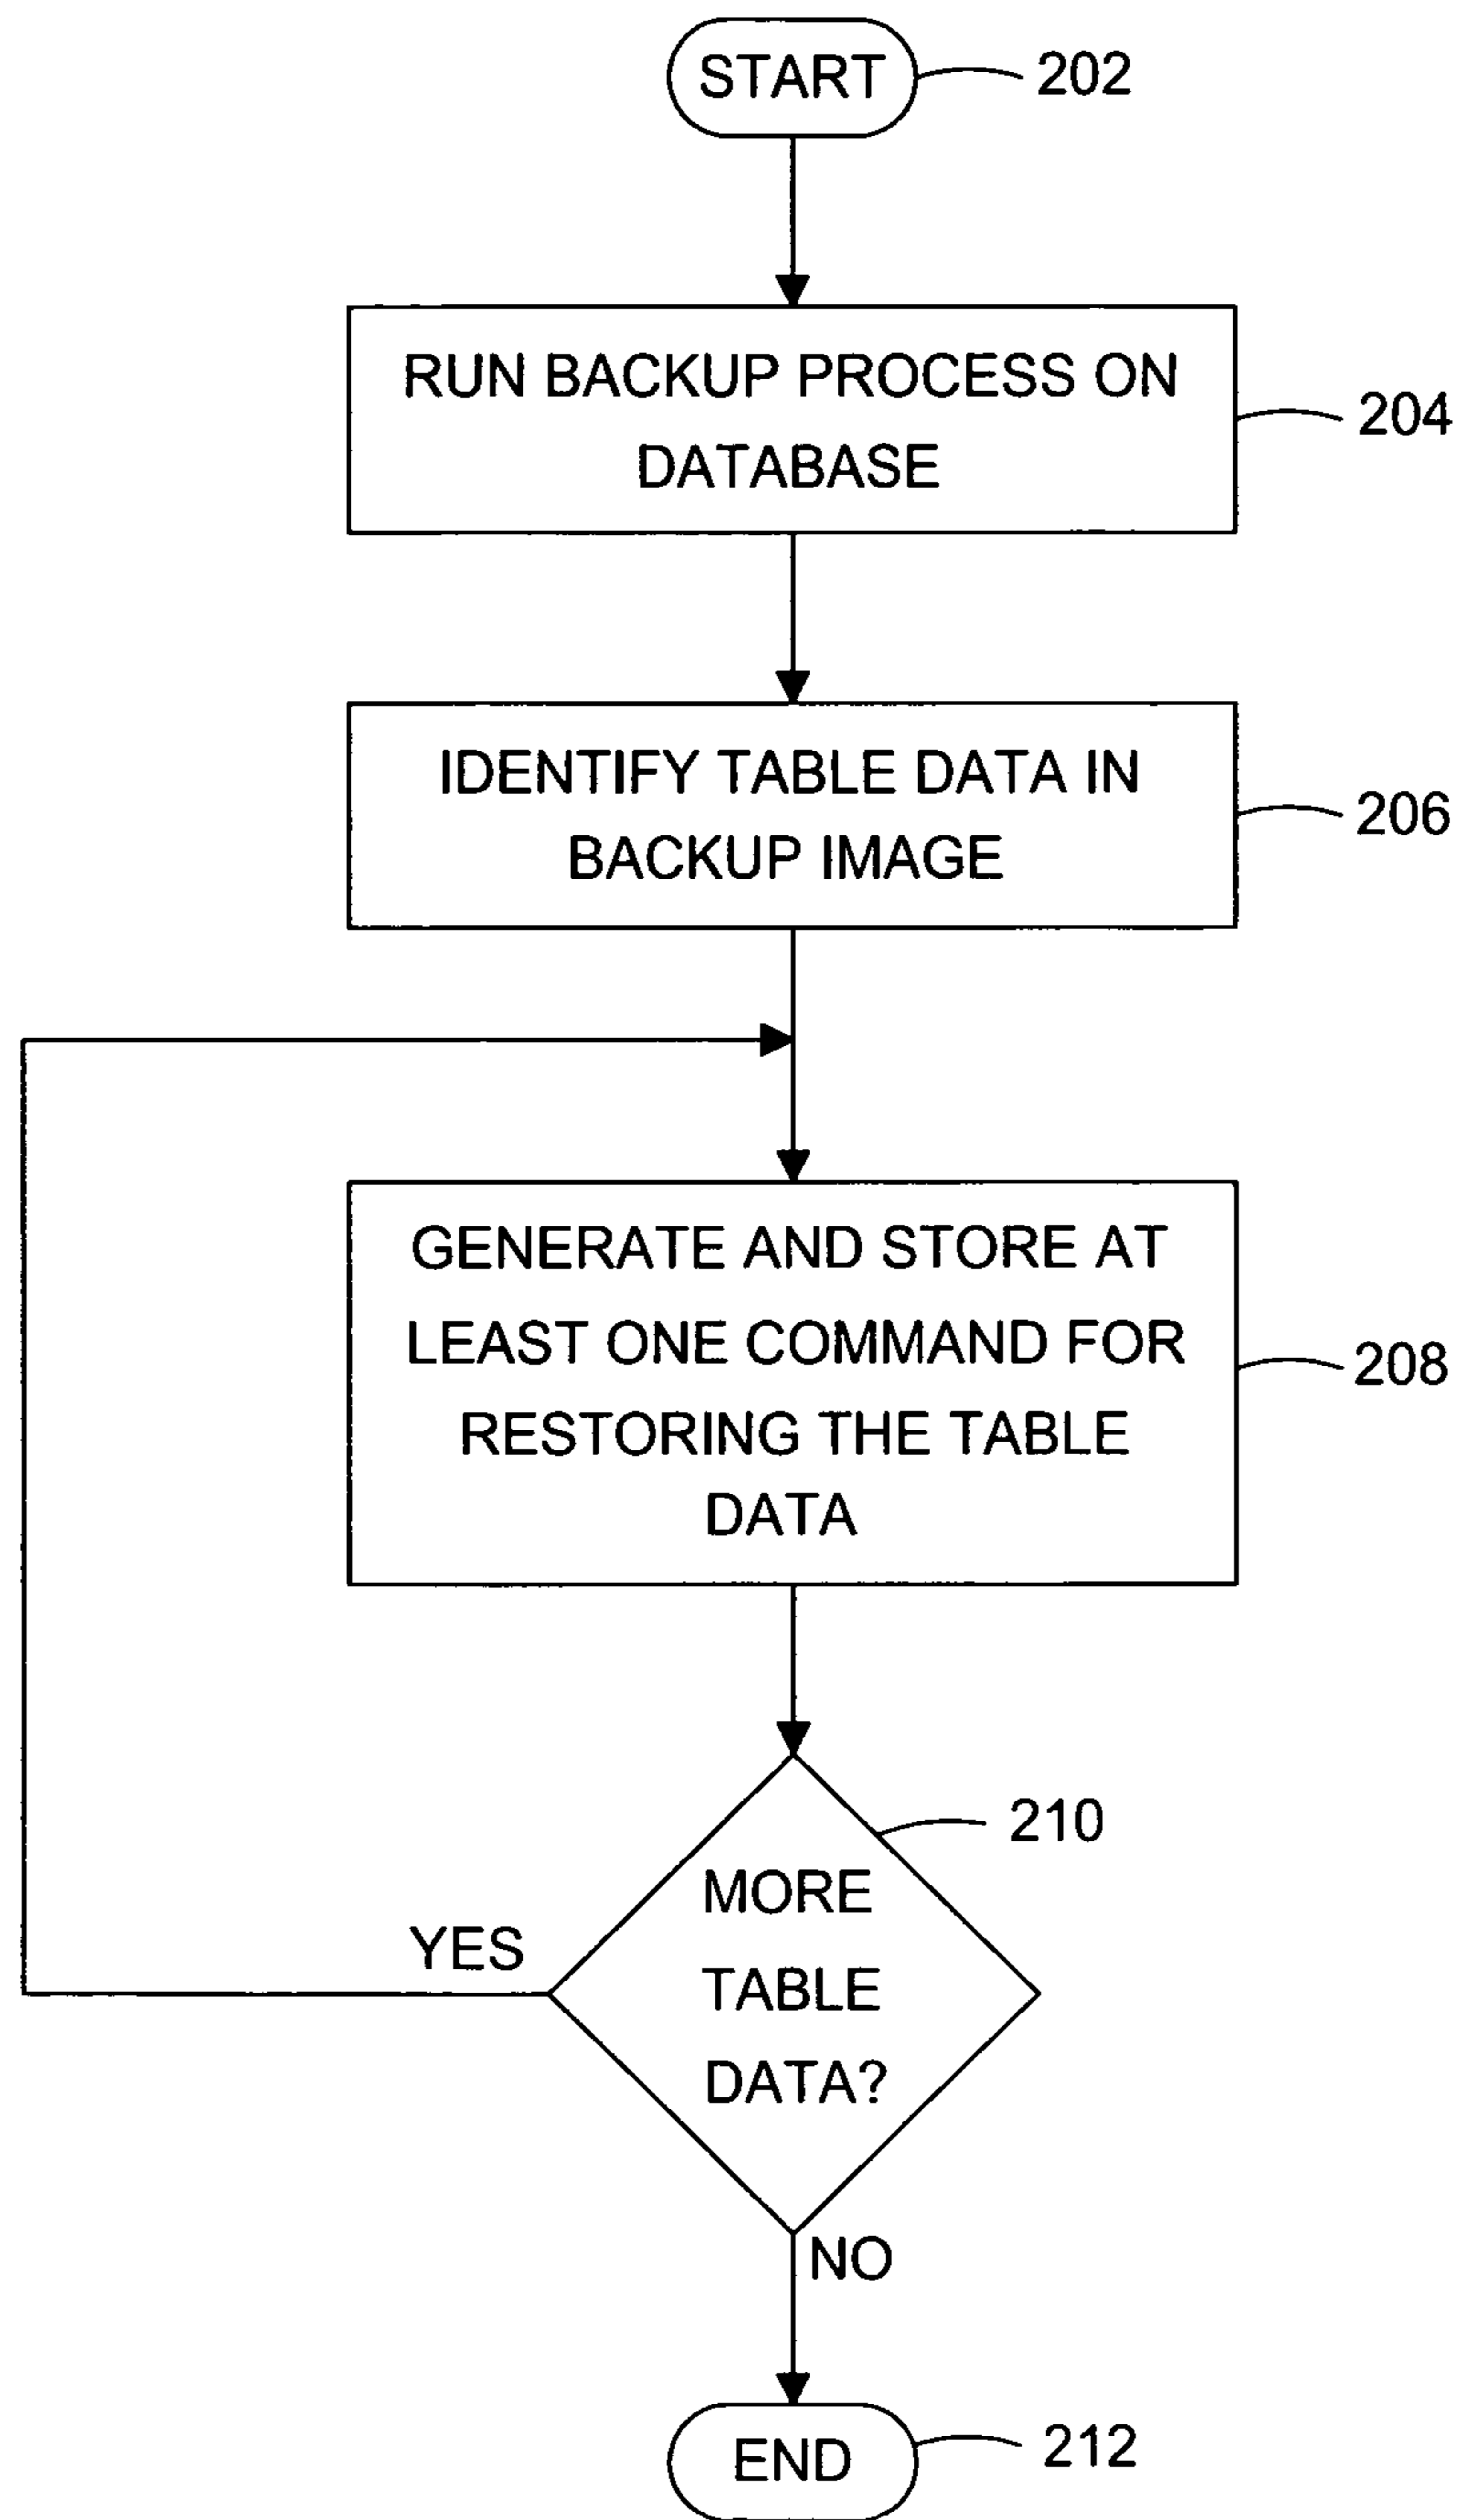 START
202
RUN BACKUP PROCESS ON
DATABASE
204
IDENTIFY TABLE DATA IN
BACKUP IMAGE
206
GENERATE AND STORE AT
LEAST ONE COMMAND FOR
RESTORING THE TABLE
DATA
208
210
MORE
TABLE
DATA?
YES
NO
END
212